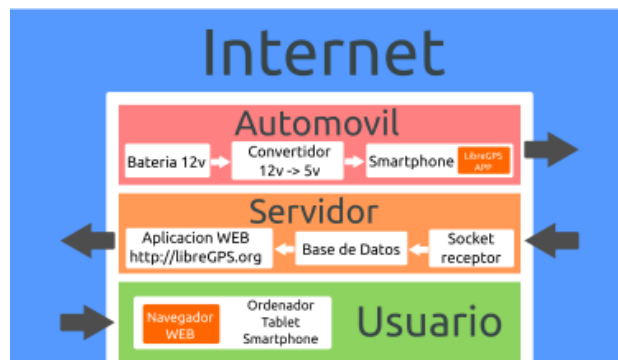 Internet
Automovil
Bateria 12v
Convertidor
12v -> 5v
Smartphone
LibreGPS
APP
Servidor
Aplicacion WEB
http://libreGPS.org
Base de Datos
Socket
receptor
Navegador
WEB
Ordenador
Tablet
Smartphone
Usuario